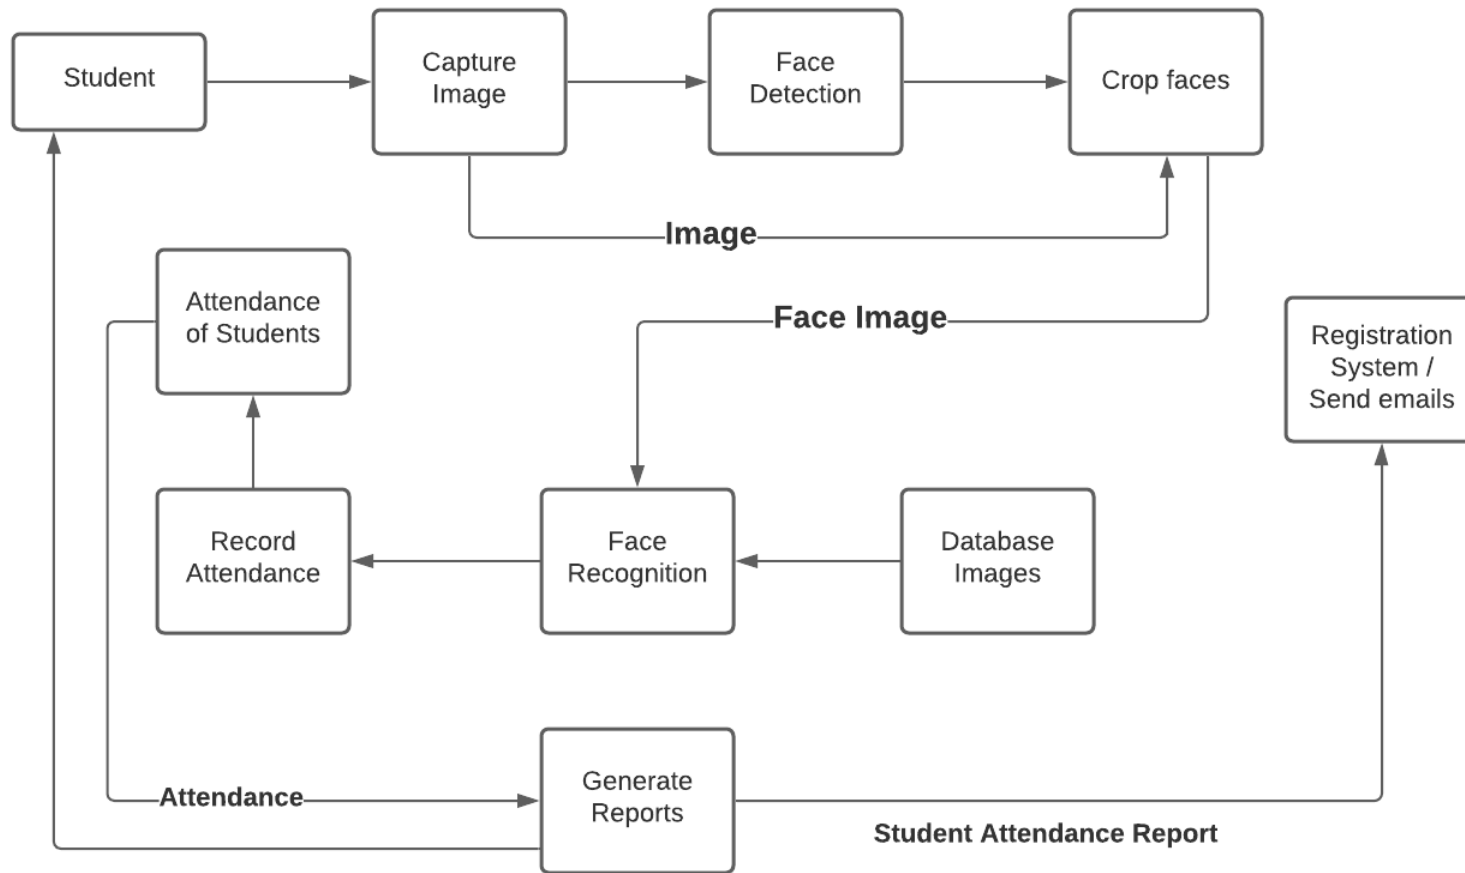 Student
Capture
Image
Face
Detection
Crop faces
Image
Face Image
Attendance
of Students
Registration
System /
Send emails
Record
Attendance
Face
Recognition
Database
Images
Attendance
Generate
Reports
Student Attendance Report